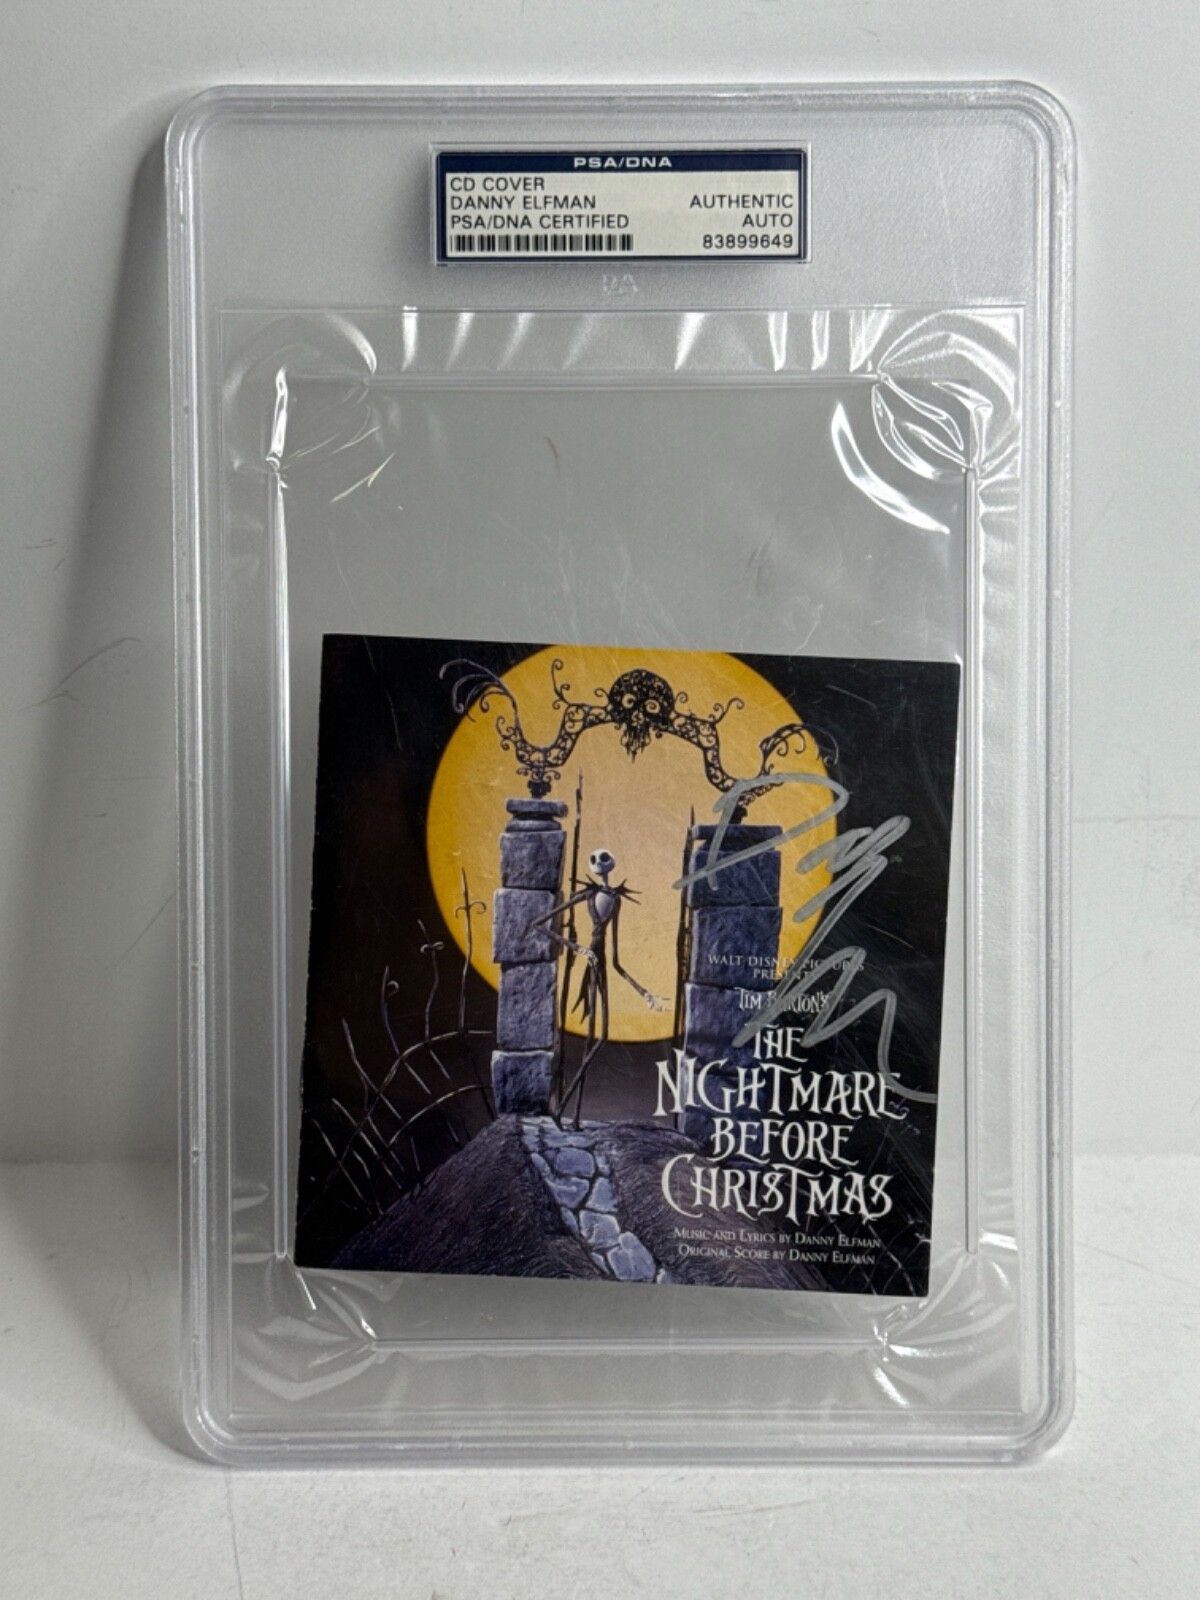 PSA/DNA
CD COVER
DANNY ELFMAN
PSA/DNA CERTIFIED
AUTHENTIC
AUTO
83899649
WALT DISNEY PICTURES
PRESENTS
TIM BURTON'S
THE
NIGHTMARE
BEFORE
CHRISTMAS
MUSIC AND LYRICS BY DANNY ELFMAN
ORIGINAL SCORE BY DANNY ELFMAN